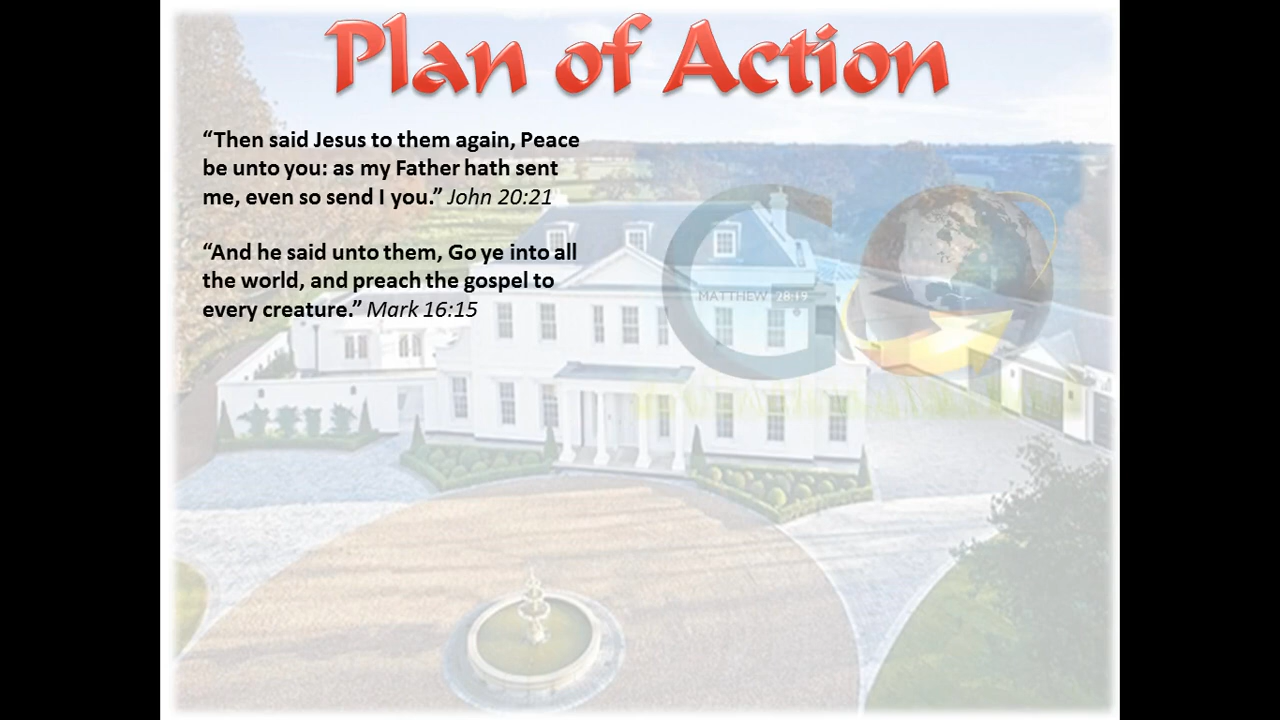 Plan of Action
“Then said Jesus to them again, Peace
be unto you: as my Father hath sent
me, even so send I you.” John 20:21
“And he said unto them, Go ye into all
the world, and preach the gospel to
every creature.” Mark 16:15
GO
MATTHEW 28:19